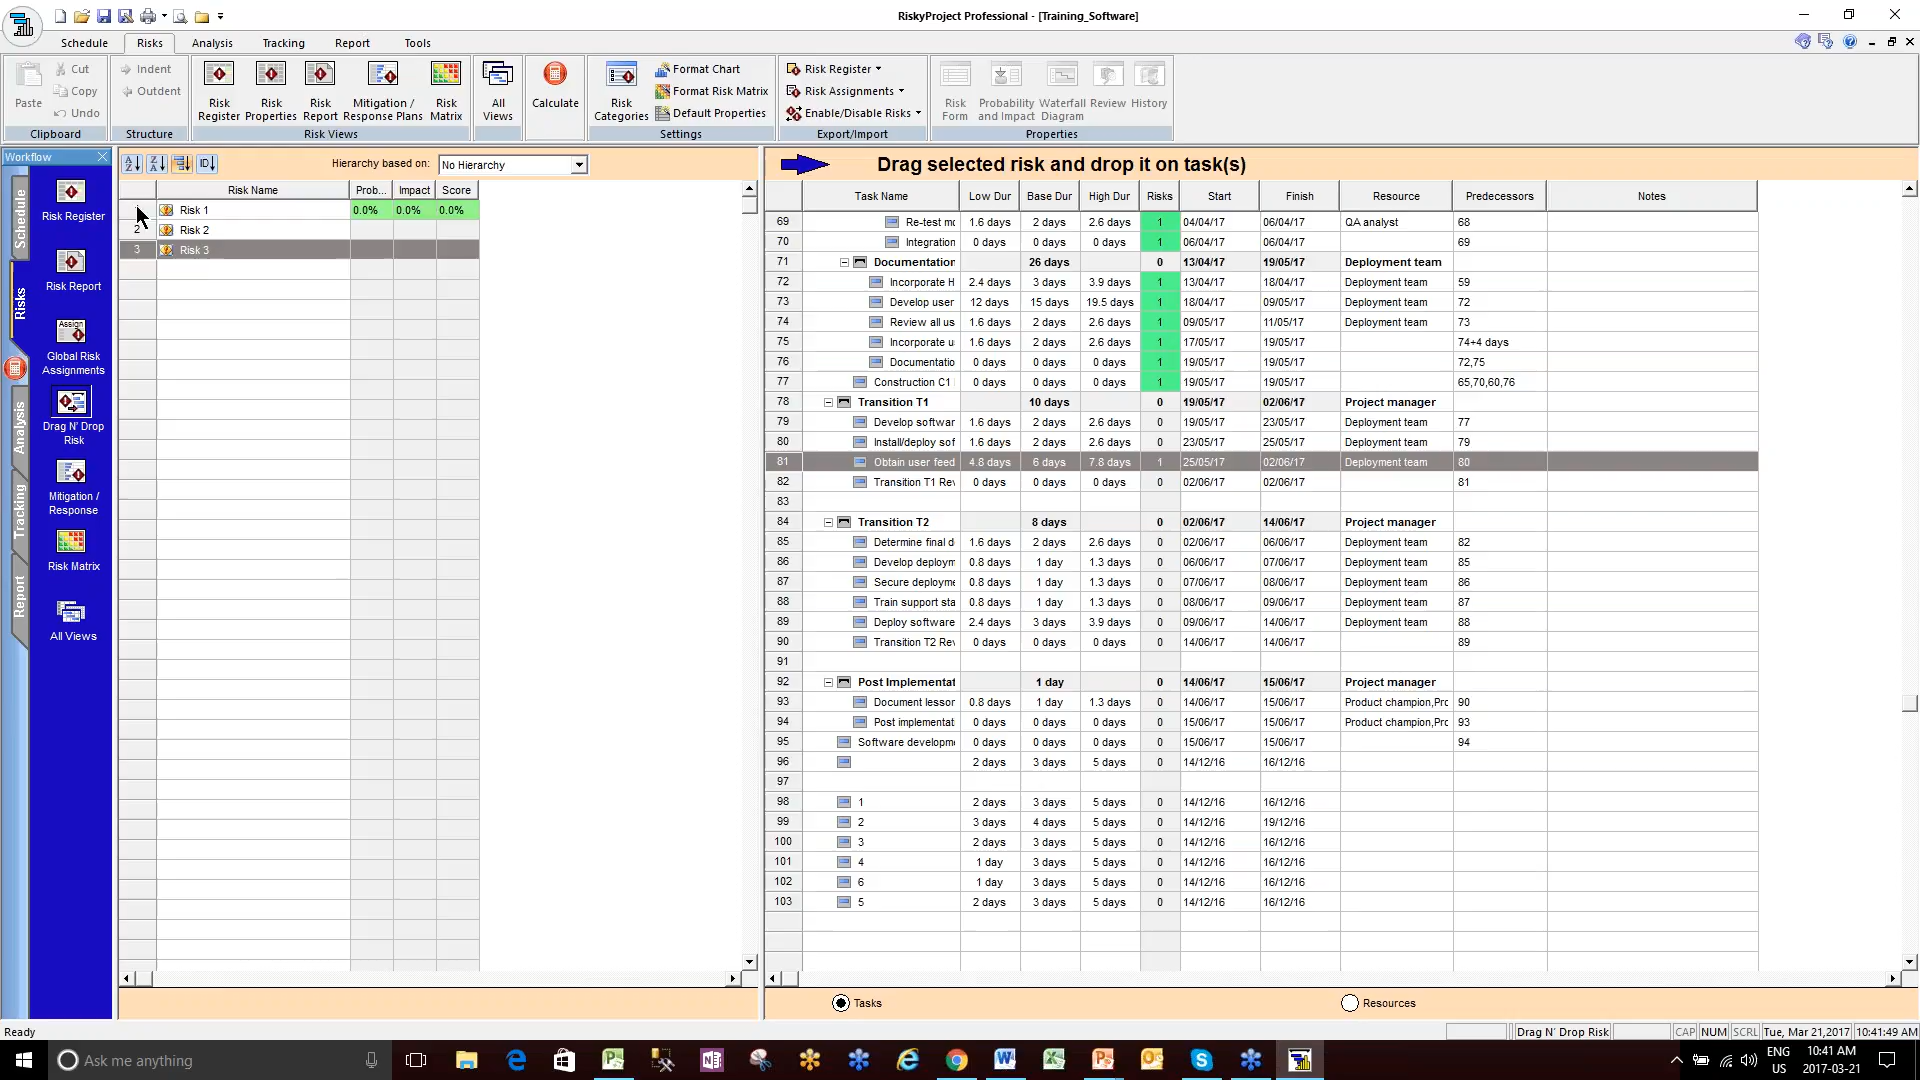 RiskyProject Professional - [Training_Software]
Schedule Risks Analysis Tracking Report Tools
Paste Cut Copy Undo Clipboard
Indent Outdent Structure
Risk Register Risk Properties Risk Report Mitigation / Response Plans Risk Matrix Risk Views
All Views
Calculate
Risk Categories Format Chart Format Risk Matrix Default Properties Settings
Risk Register Risk Assignments Enable/Disable Risks Export/Import
Risk Form Probability and Impact Waterfall Diagram Review History Properties
Workflow
Schedule
Risks
Analysis
Tracking
Report
Risk Register
Risk Report
Assign
Global Risk Assignments
Drag N' Drop Risk
Mitigation / Response
Risk Matrix
All Views
Hierarchy based on: No Hierarchy
Risk Name Prob... Impact Score
Risk 1 0.0% 0.0% 0.0%
2 Risk 2
3 Risk 3
Drag selected risk and drop it on task(s)
Task Name Low Dur Base Dur High Dur Risks Start Finish Resource Predecessors Notes
69 Re-test mo 1.6 days 2 days 2.6 days 1 04/04/17 06/04/17 QA analyst 68
70 Integration 0 days 0 days 0 days 1 06/04/17 06/04/17 69
71 Documentation 26 days 0 13/04/17 19/05/17 Deployment team
72 Incorporate H 2.4 days 3 days 3.9 days 1 13/04/17 18/04/17 Deployment team 59
73 Develop user 12 days 15 days 19.5 days 1 18/04/17 09/05/17 Deployment team 72
74 Review all us 1.6 days 2 days 2.6 days 1 09/05/17 11/05/17 Deployment team 73
75 Incorporate u 1.6 days 2 days 2.6 days 1 17/05/17 19/05/17 74+4 days
76 Documentatio 0 days 0 days 0 days 1 19/05/17 19/05/17 72,75
77 Construction C1 0 days 0 days 0 days 1 19/05/17 19/05/17 65,70,60,76
78 Transition T1 10 days 0 19/05/17 02/06/17 Project manager
79 Develop softwar 1.6 days 2 days 2.6 days 0 19/05/17 23/05/17 Deployment team 77
80 Install/deploy sof 1.6 days 2 days 2.6 days 0 23/05/17 25/05/17 Deployment team 79
81 Obtain user feed 4.8 days 6 days 7.8 days 1 25/05/17 02/06/17 Deployment team 80
82 Transition T1 Rev 0 days 0 days 0 days 0 02/06/17 02/06/17 81
83
84 Transition T2 8 days 0 02/06/17 14/06/17 Project manager
85 Determine final d 1.6 days 2 days 2.6 days 0 02/06/17 06/06/17 Deployment team 82
86 Develop deploym 0.8 days 1 day 1.3 days 0 06/06/17 07/06/17 Deployment team 85
87 Secure deployme 0.8 days 1 day 1.3 days 0 07/06/17 08/06/17 Deployment team 86
88 Train support sta 0.8 days 1 day 1.3 days 0 08/06/17 09/06/17 Deployment team 87
89 Deploy software 2.4 days 3 days 3.9 days 0 09/06/17 14/06/17 Deployment team 88
90 Transition T2 Rev 0 days 0 days 0 days 0 14/06/17 14/06/17 89
91
92 Post Implementat 1 day 0 14/06/17 15/06/17 Project manager
93 Document lessor 0.8 days 1 day 1.3 days 0 14/06/17 15/06/17 Product champion,Prc 90
94 Post implementat 0 days 0 days 0 days 0 15/06/17 15/06/17 Product champion,Prc 93
95 Software developm 0 days 0 days 0 days 0 15/06/17 15/06/17 94
96 2 days 3 days 5 days 0 14/12/16 16/12/16
97
98 1 2 days 3 days 5 days 0 14/12/16 16/12/16
99 2 3 days 4 days 5 days 0 14/12/16 19/12/16
100 3 2 days 3 days 5 days 0 14/12/16 16/12/16
101 4 1 day 3 days 5 days 0 14/12/16 16/12/16
102 6 1 day 3 days 5 days 0 14/12/16 16/12/16
103 5 2 days 3 days 5 days 0 14/12/16 16/12/16
Tasks Resources
Ready Drag N' Drop Risk CAP NUM SCRL Tue, Mar 21,2017 10:41:49 AM
Ask me anything ENG US 10:41 AM 2017-03-21